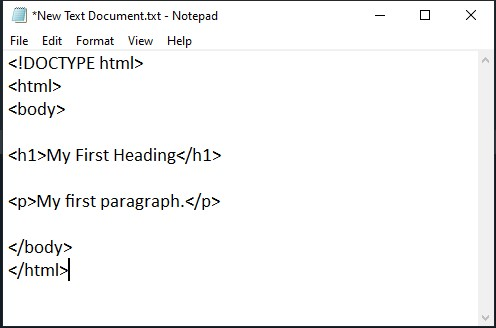 *New Text Document.txt - Notepad
File Edit Format View Help
<!DOCTYPE html>
<html>
<body>
<h1>My First Heading</h1>
<p>My first paragraph.</p>
</body>
</html>